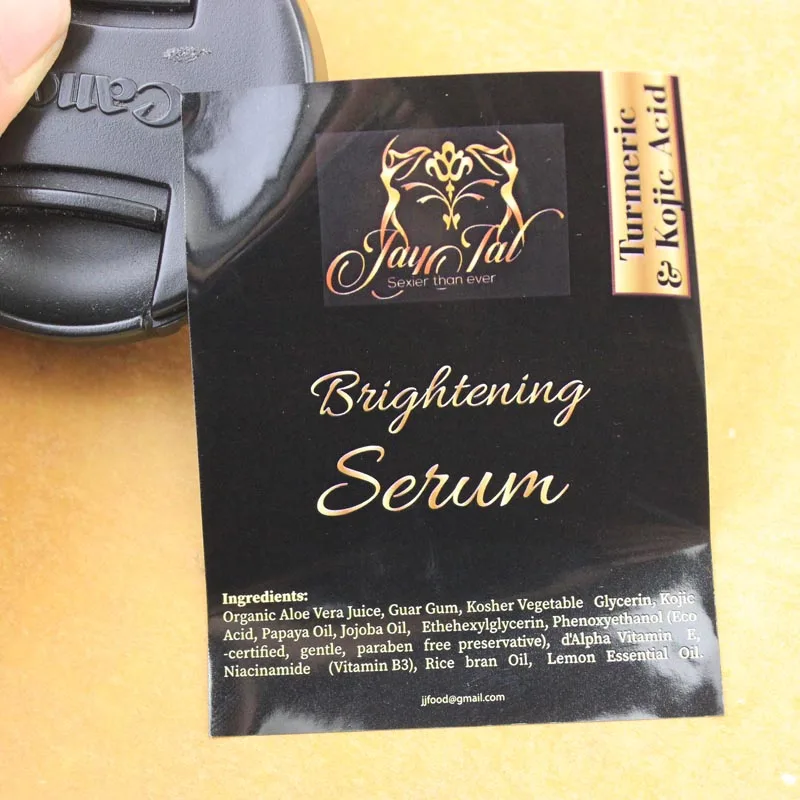 Canon
Turmeric
& Kojic Acid
Jay Tal
Sexier than ever
Brightening
Serum
Ingredients:
Organic Aloe Vera Juice, Guar Gum, Kosher Vegetable Glycerin, Kojic
Acid, Papaya Oil, Jojoba Oil, Ethehexylglycerin, Phenoxyethanol (Eco
-certified, gentle, paraben free preservative), d'Alpha Vitamin E,
Niacinamide (Vitamin B3), Rice bran Oil, Lemon Essential Oil.
jjfood@gmail.com